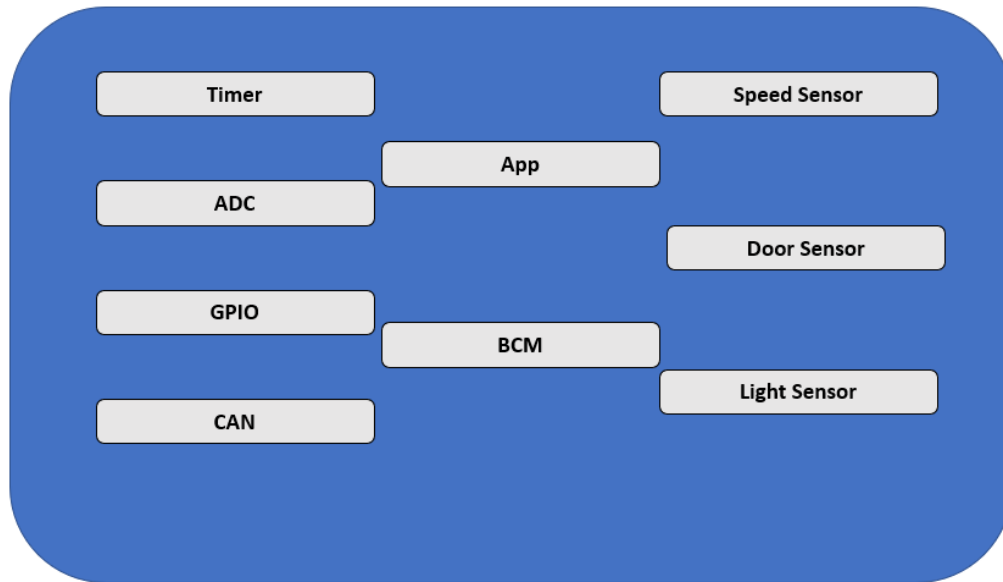 Timer
Speed Sensor
App
ADC
Door Sensor
GPIO
BCM
Light Sensor
CAN